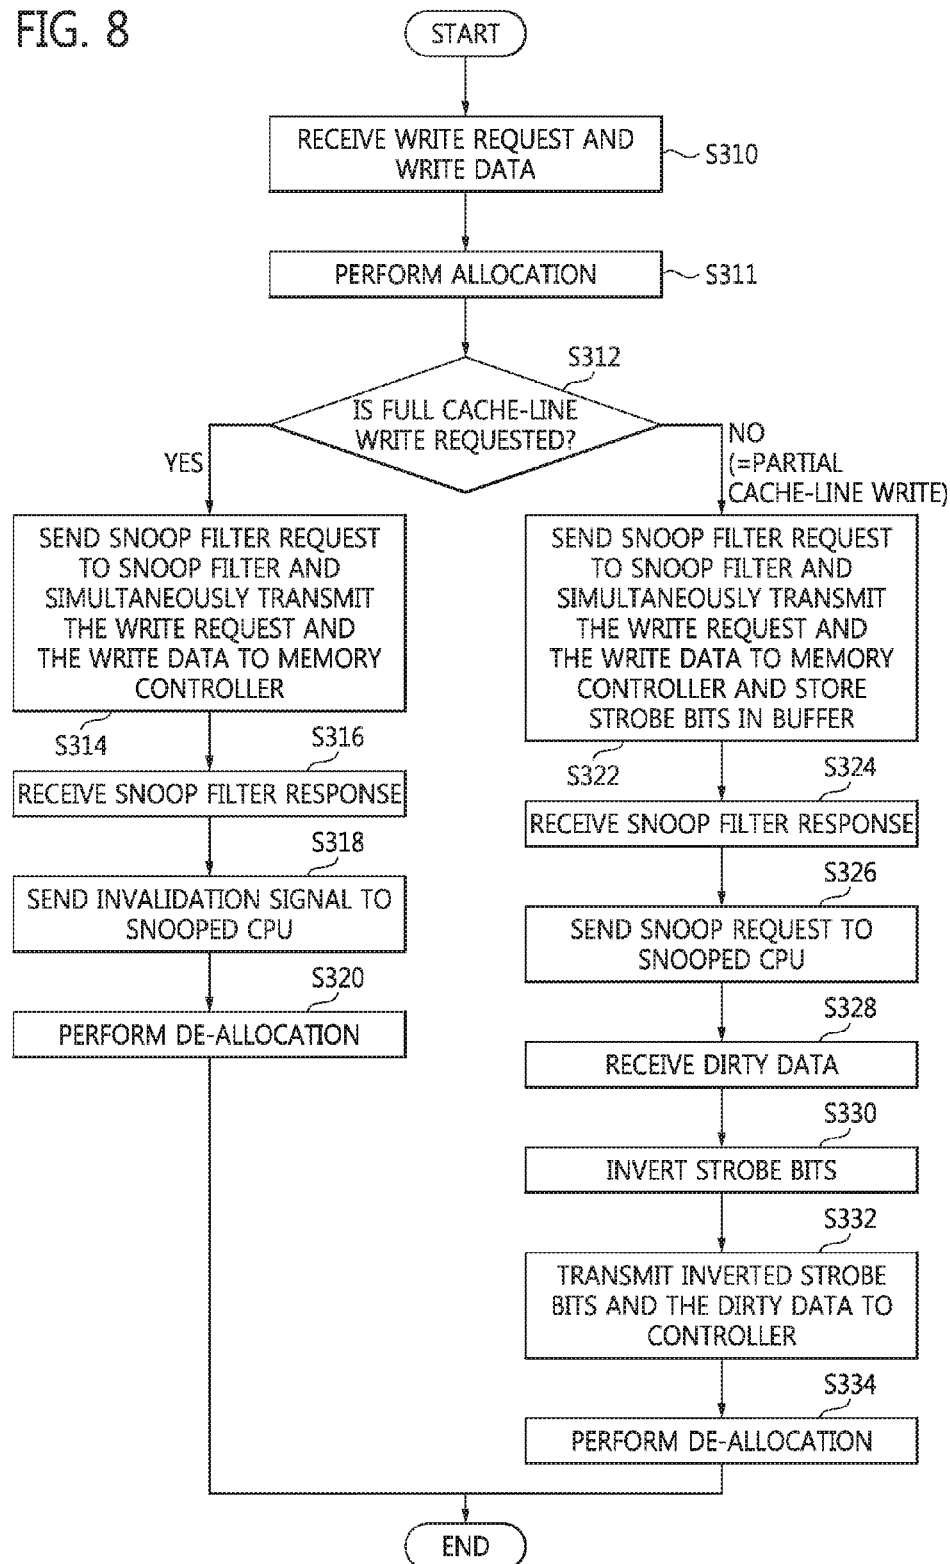 FIG. 8
START
RECEIVE WRITE REQUEST AND
WRITE DATA
S310
PERFORM ALLOCATION
S311
S312
IS FULL CACHE-LINE
WRITE REQUESTED?
YES
NO
(=PARTIAL
CACHE-LINE WRITE)
SEND SNOOP FILTER REQUEST
TO SNOOP FILTER AND
SIMULTANEOUSLY TRANSMIT
THE WRITE REQUEST AND
THE WRITE DATA TO MEMORY
CONTROLLER
S314
S316
RECEIVE SNOOP FILTER RESPONSE
S318
SEND INVALIDATION SIGNAL TO
SNOOPED CPU
S320
PERFORM DE-ALLOCATION
SEND SNOOP FILTER REQUEST
TO SNOOP FILTER AND
SIMULTANEOUSLY TRANSMIT
THE WRITE REQUEST AND
THE WRITE DATA TO MEMORY
CONTROLLER AND STORE
STROBE BITS IN BUFFER
S322
S324
RECEIVE SNOOP FILTER RESPONSE
S326
SEND SNOOP REQUEST TO
SNOOPED CPU
S328
RECEIVE DIRTY DATA
S330
INVERT STROBE BITS
S332
TRANSMIT INVERTED STROBE
BITS AND THE DIRTY DATA TO
CONTROLLER
S334
PERFORM DE-ALLOCATION
END